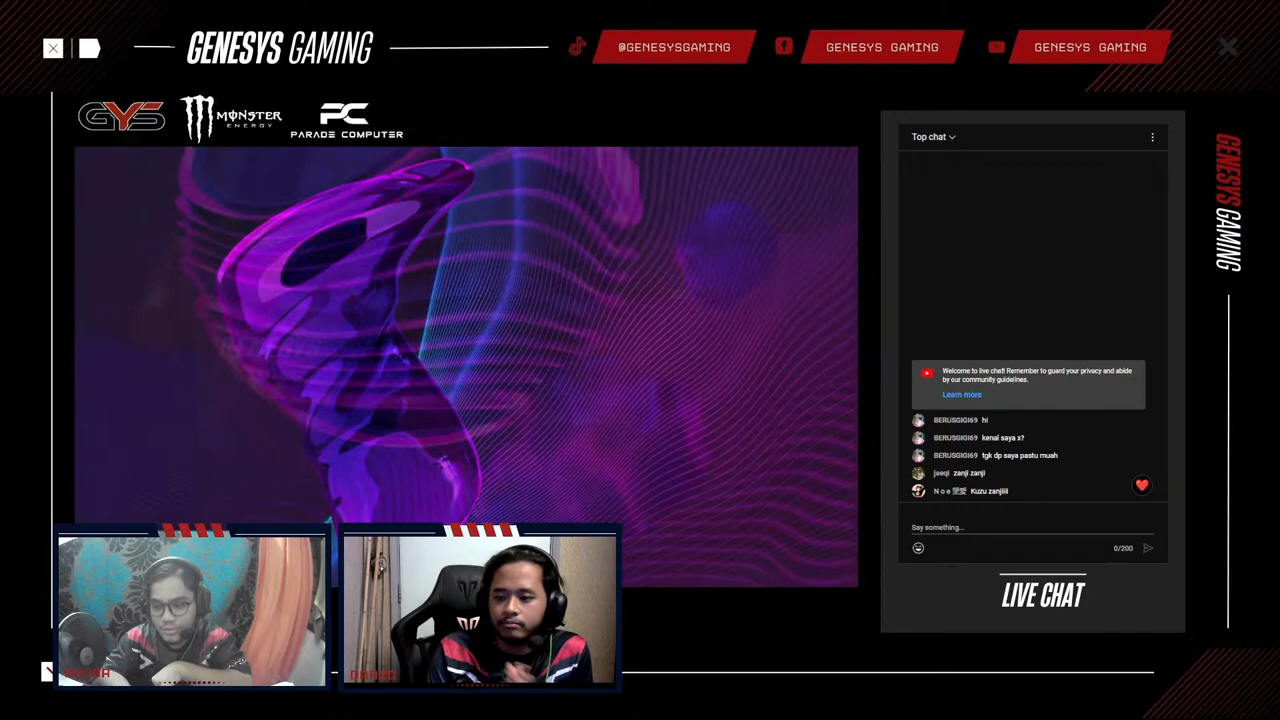 GENESYS GAMING
@GENESYSGAMING
GENESYS GAMING
GENESYS GAMING
GYS
MONSTER
ENERGY
PC
PARADE COMPUTER
GENESYS GAMING
Top chat
Welcome to live chat! Remember to guard your privacy and abide
by our community guidelines.
Learn more
BERUSGIGI69 hi
BERUSGIGI69 kenal saya x?
BERUSGIGI69 tgk dp saya pastu muah
jaeqi zanji zanji
N o e Kuzu zanjiiii
Say something...
0/200
LIVE CHAT